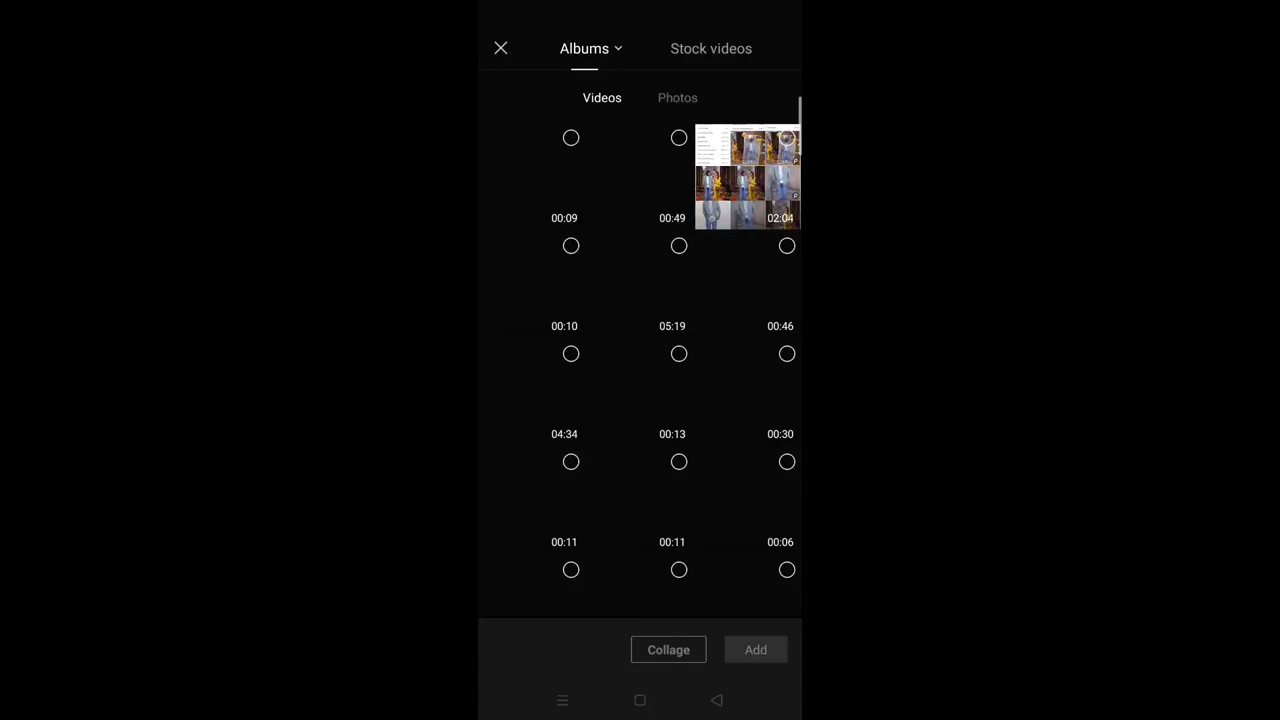 Albums Stock videos
Videos Photos
00:09 00:49 02:04
00:10 05:19 00:46
04:34 00:13 00:30
00:11 00:11 00:06
Collage Add